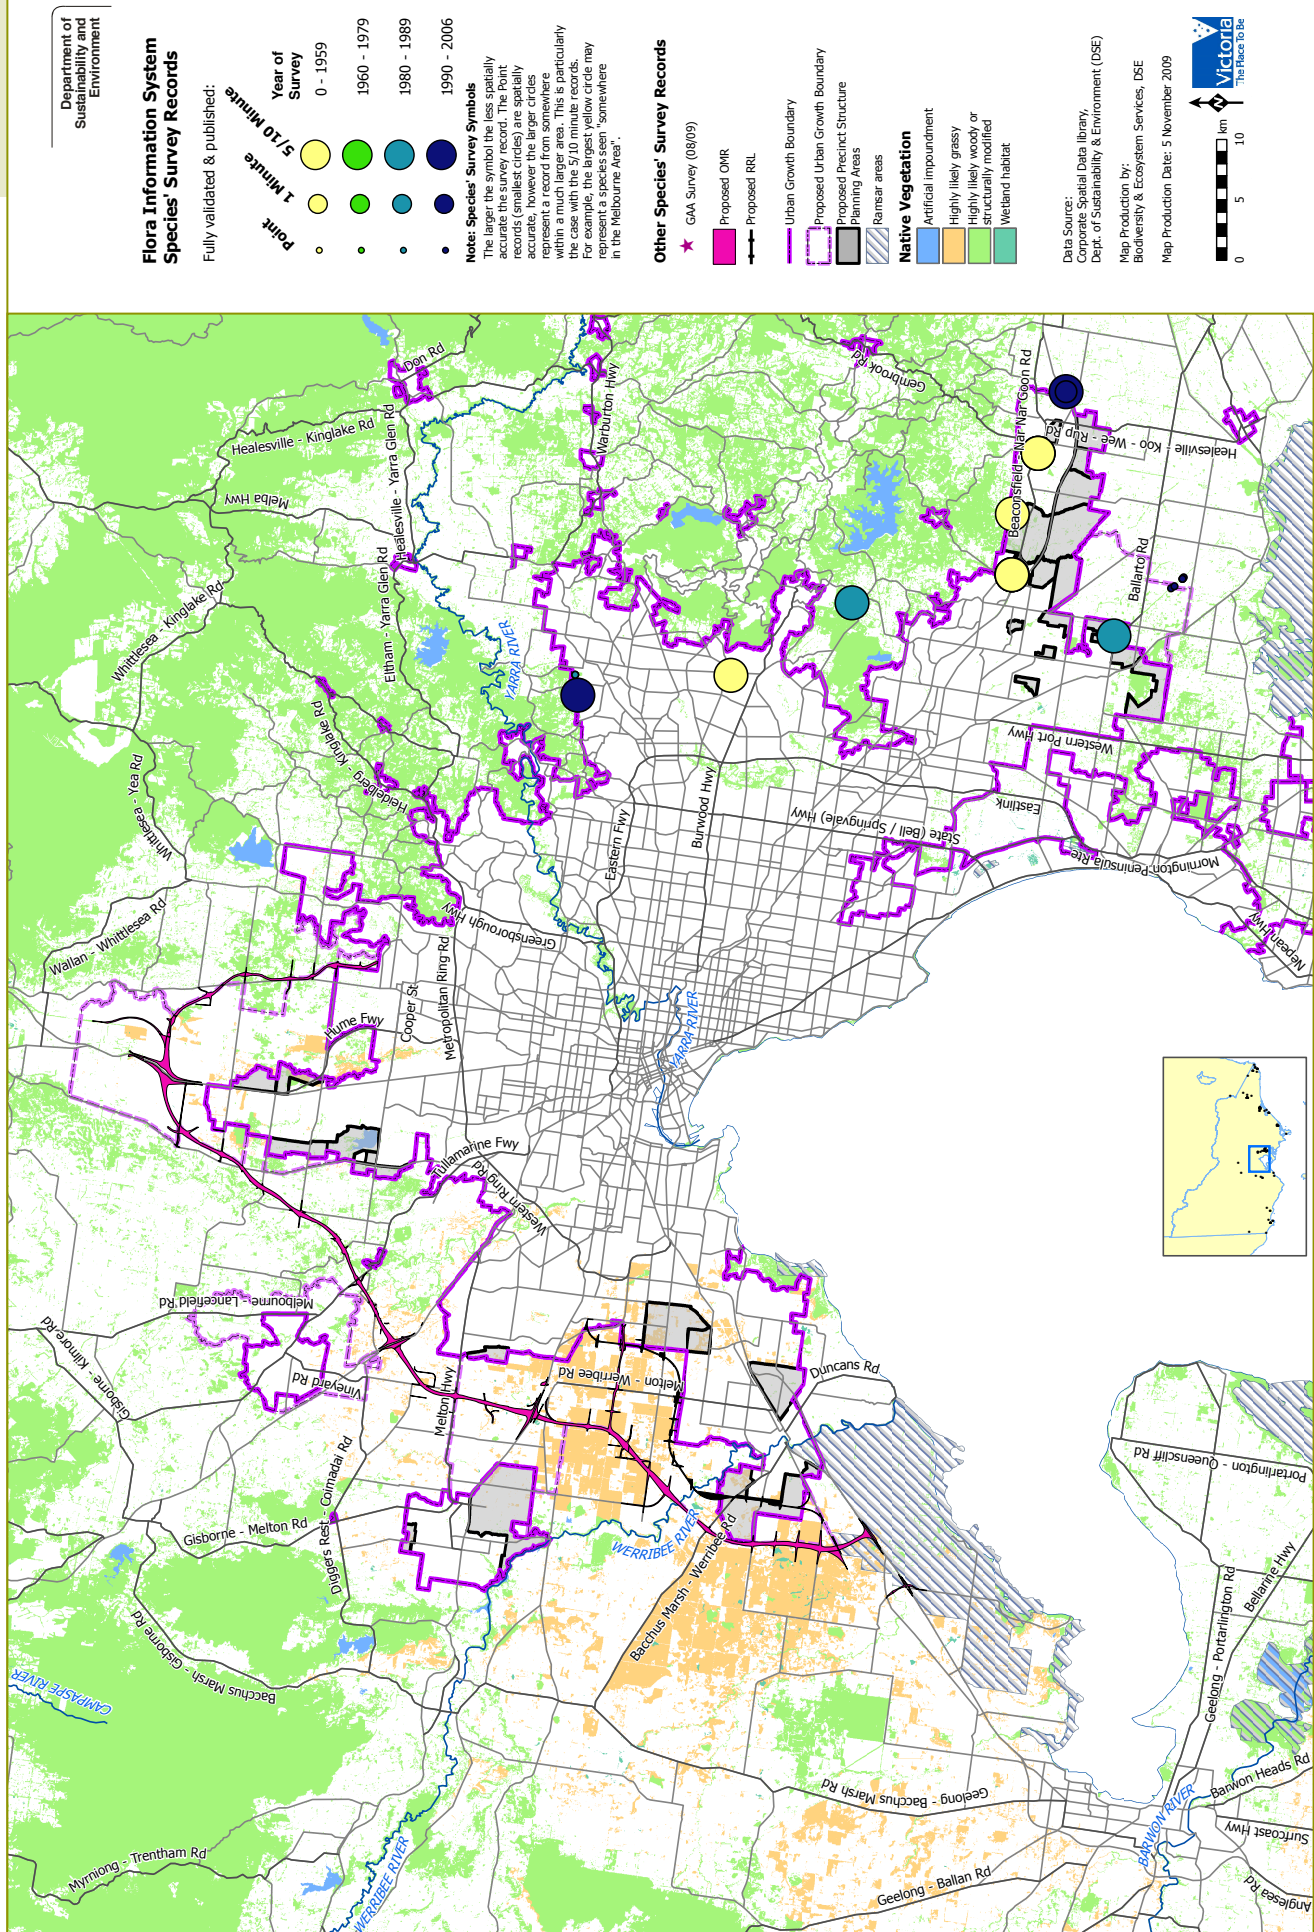 Department of
Sustainability and
Environment
Flora Information System
Species' Survey Records
Fully validated & published:
Point
1 Minute
5/10 Minute
Year of
Survey
0 - 1959
1960 - 1979
1980 - 1989
1990 - 2006
Note: Species' Survey Symbols
The larger the symbol the less spatially
accurate the survey record. The Point
records (smallest circles) are spatially
accurate, however the larger circles
represent a record from somewhere
within a much larger area. This is particularly
the case with the 5/10 minute records.
For example, the largest yellow circle may
represent a species seen "somewhere
in the Melbourne Area".
Other Species' Survey Records
GAA Survey (08/09)
Proposed OMR
Proposed RRL
Urban Growth Boundary
Proposed Urban Growth Boundary
Proposed Precinct Structure
Planning Areas
Ramsar areas
Native Vegetation
Artificial impoundment
Highly likely grassy
Highly likely woody or
structurally modified
Wetland habitat
Data Source:
Corporate Spatial Data library,
Dept. of Sustainability & Environment (DSE)
Map Production by:
Biodiversity & Ecosystem Services, DSE
Map Production Date: 5 November 2009
0
5
10
km
N
Victoria
The Place To Be
CAMPASPE RIVER
Myrniong - Trentham Rd
WERRIBEE RIVER
Bacchus Marsh - Gisborne Rd
Gisborne - Melton Rd
Diggers Rest - Coimadai Rd
Gisborne - Kilmore Rd
Vineyard Rd
Melbourne - Lancefield Rd
Melton Hwy
Tullamarine Fwy
Western Ring Rd
Melton - Werribee Rd
WERRIBEE RIVER
Bacchus Marsh - Werribee Rd
Duncans Rd
Geelong - Bacchus Marsh Rd
Geelong - Ballan Rd
BARWON RIVER
Barwon Heads Rd
Surfcoast Hwy
Anglesea Rd
Geelong - Portarlington Rd
Bellarine Hwy
Portarlington - Queenscliff Rd
Hume Fwy
Cooper St
Metropolitan Ring Rd
Greensborough Hwy
Wallan - Whittlesea Rd
Whittlesea - Yea Rd
Whittlesea - Kinglake Rd
Heidelberg - Kinglake Rd
Eltham - Yarra Glen Rd
Healesville - Yarra Glen Rd
Melba Hwy
Healesville - Kinglake Rd
Don Rd
YARRA RIVER
YARRA RIVER
Eastern Fwy
Burwood Hwy
Warburton Hwy
State (Bell / Springvale) Hwy
Eastlink
Mornington Peninsula Rte
Nepean Hwy
Western Port Hwy
Ballarto Rd
Beaconsfield - Nar Nar Goon Rd
Gembrook Rd
Healesville - Koo - Wee - Rup Rd